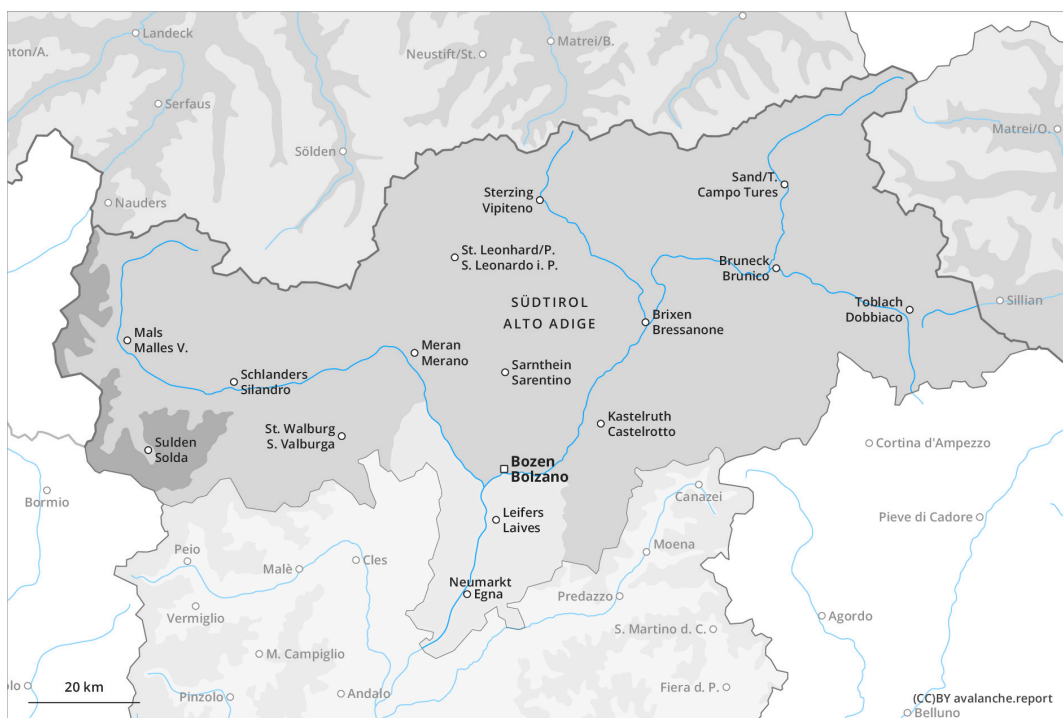 Landeck
nton/A.
Neustift/St.
Matrei/B.
Serfaus
Matrei/O.
Sölden
Nauders
Sterzing
Vipiteno
Sand/T.
Campo Tures
St. Leonhard/P.
S. Leonardo i. P.
Bruneck
Brunico
SÜDTIROL
ALTO ADIGE
Toblach
Dobbiaco
Sillian
Brixen
Bressanone
Mals
Malles V.
Meran
Merano
Sarnthein
Sarentino
Schlanders
Silandro
Kastelruth
Castelrotto
St. Walburg
S. Valburga
Sulden
Solda
Cortina d'Ampezzo
Bozen
Bolzano
Bormio
Canazei
Leifers
Laives
Pieve di Cadore
Peio
Malè
Cles
Moena
Neumarkt
Egna
Predazzo
Vermiglio
Agordo
S. Martino d. C.
M. Campiglio
olo
20 km
Pinzolo
Andalo
Fiera d. P.
(CC)BY avalanche.report
Belluno